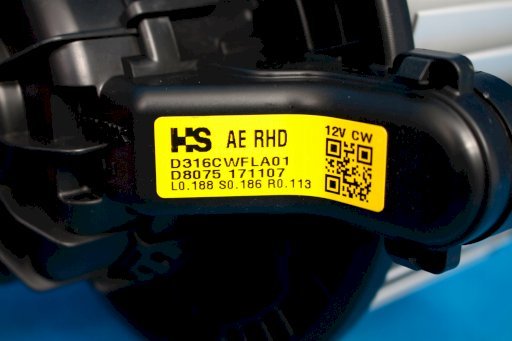 HS AE RHD 12V CW
D316CWFLA01
D8075 171107
L0.188 S0.186 R0.113